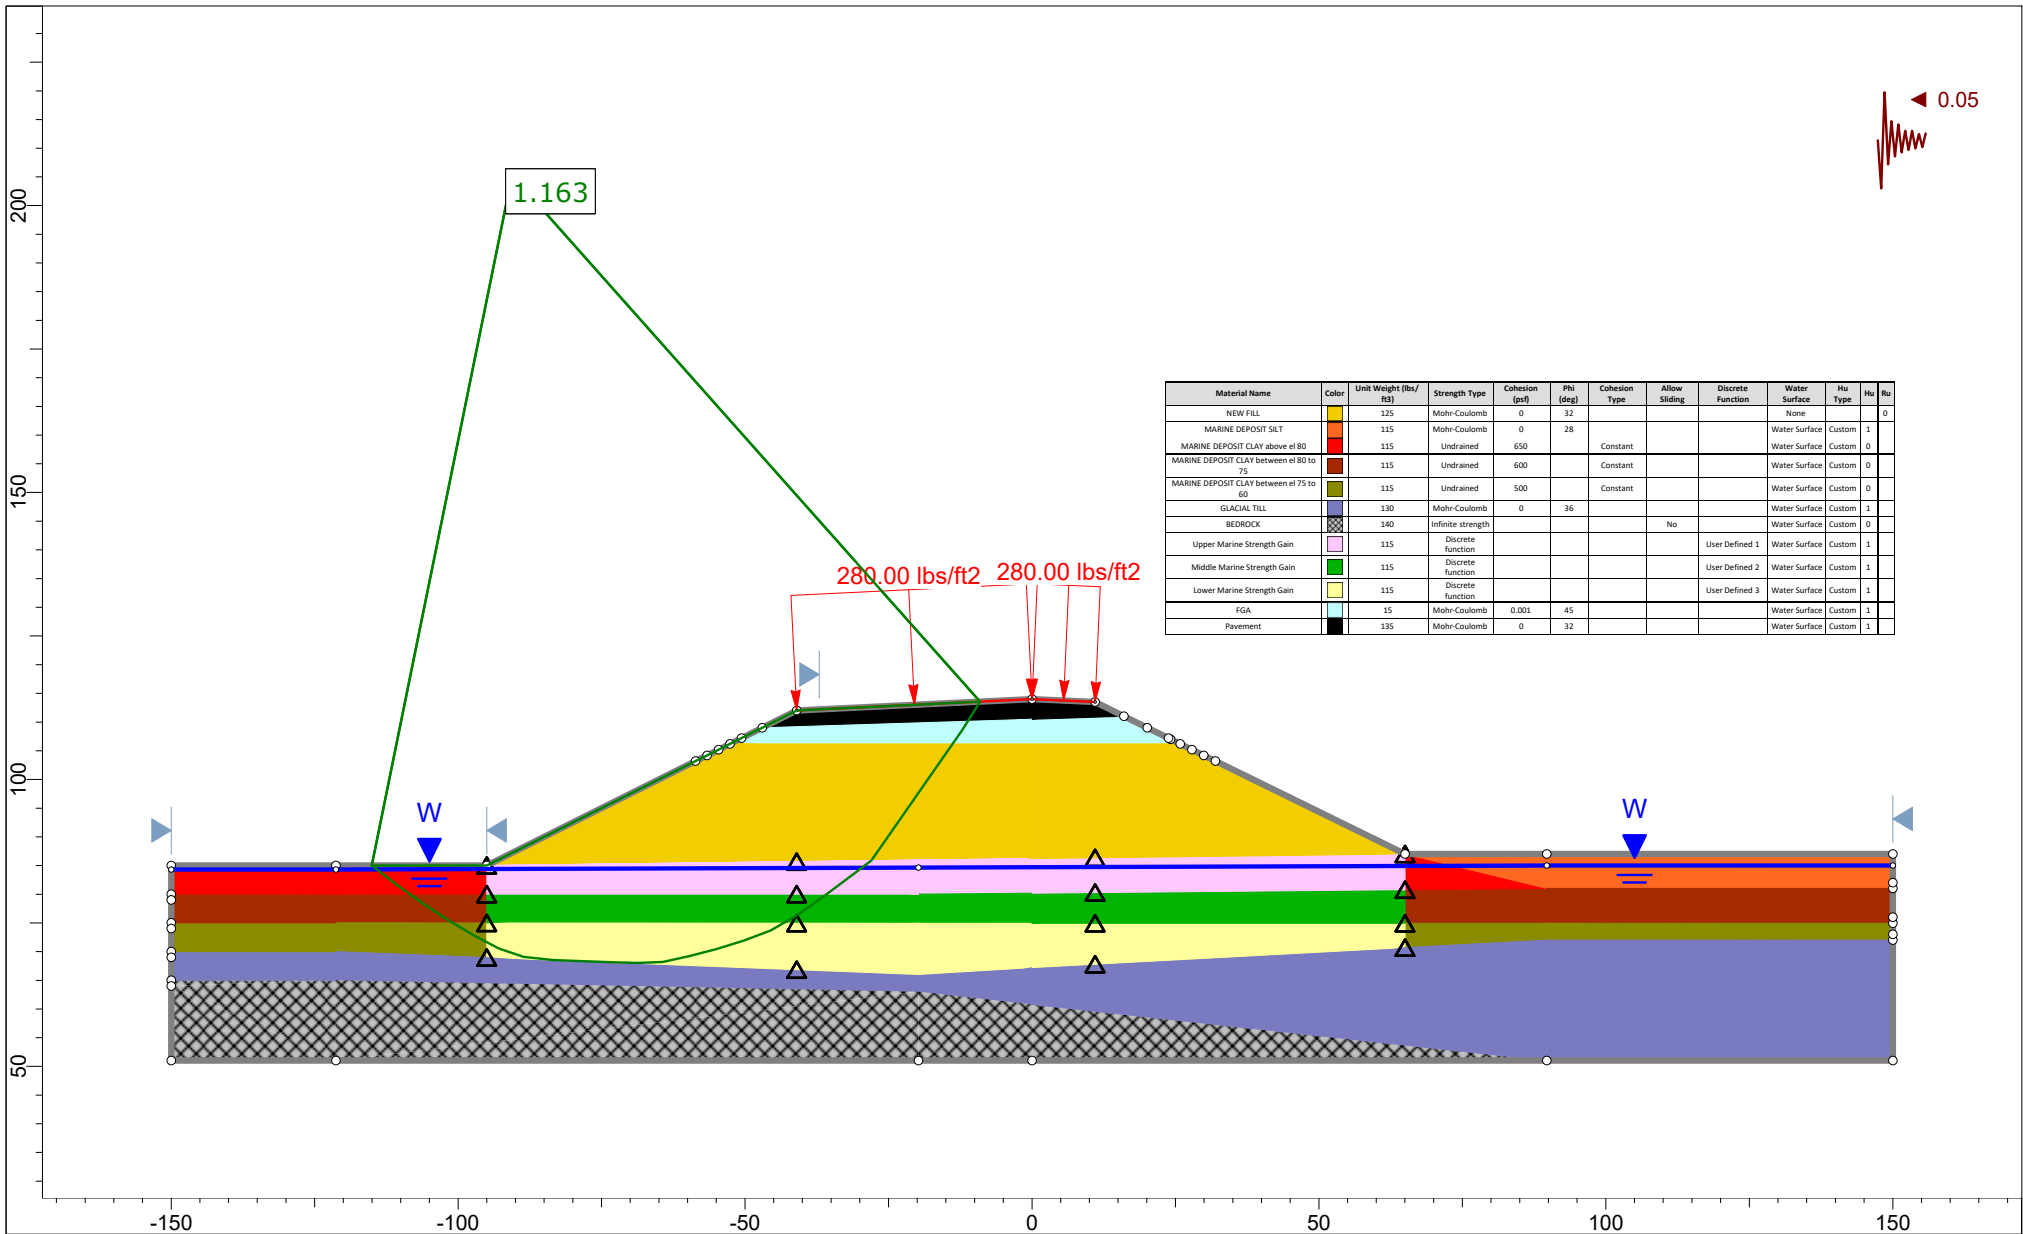 0.05
200
1.163
150
Material Name Color Unit Weight (lbs/ft3) Strength Type Cohesion (psf) Phi (deg) Cohesion Type Allow Sliding Discrete Function Water Surface Hu Type Hu Ru
NEW FILL 125 Mohr-Coulomb 0 32 None 0
MARINE DEPOSIT SILT 115 Mohr-Coulomb 0 28 Water Surface Custom 1
MARINE DEPOSIT CLAY above el 80 115 Undrained 650 Constant Water Surface Custom 0
MARINE DEPOSIT CLAY between el 80 to 75 115 Undrained 600 Constant Water Surface Custom 0
MARINE DEPOSIT CLAY between el 75 to 60 115 Undrained 500 Constant Water Surface Custom 0
GLACIAL TILL 130 Mohr-Coulomb 0 36 Water Surface Custom 1
BEDROCK 140 Infinite strength No Water Surface Custom 0
Upper Marine Strength Gain 115 Discrete function User Defined 1 Water Surface Custom 1
Middle Marine Strength Gain 115 Discrete function User Defined 2 Water Surface Custom 1
Lower Marine Strength Gain 115 Discrete function User Defined 3 Water Surface Custom 1
FGA 15 Mohr-Coulomb 0.001 45 Water Surface Custom 1
Pavement 135 Mohr-Coulomb 0 32 Water Surface Custom 1
280.00 lbs/ft2 280.00 lbs/ft2
100
W W
50
-150 -100 -50 0 50 100 150